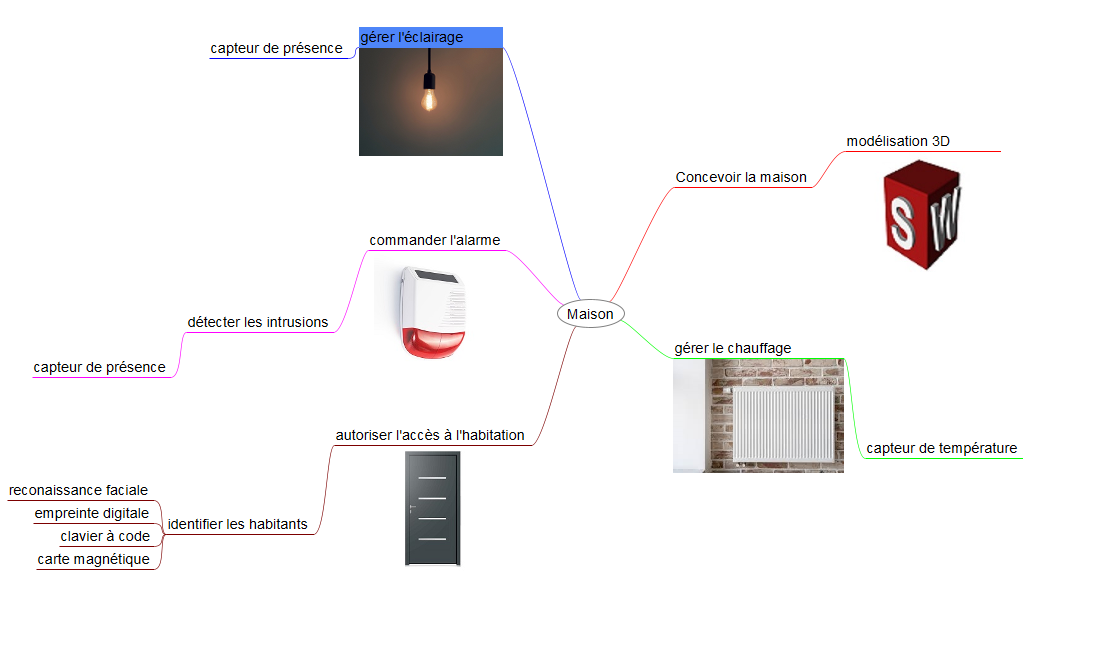 gérer l'éclairage
capteur de présence
modélisation 3D
Concevoir la maison
SW
commander l'alarme
Maison
détecter les intrusions
gérer le chauffage
capteur de présence
autoriser l'accès à l'habitation
capteur de température
reconaissance faciale
empreinte digitale
identifier les habitants
clavier à code
carte magnétique